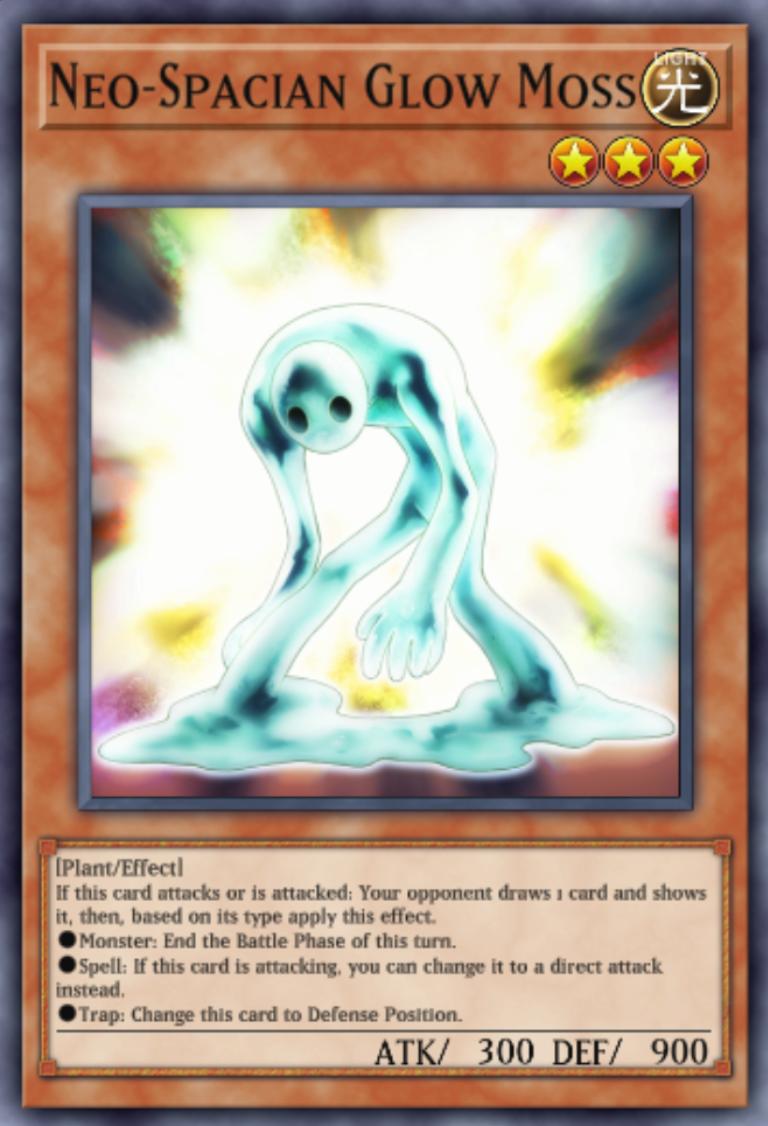 Neo-Spacian Glow Moss
LIGHT
光
[Plant/Effect]
If this card attacks or is attacked: Your opponent draws 1 card and shows
it, then, based on its type apply this effect.
●Monster: End the Battle Phase of this turn.
●Spell: If this card is attacking, you can change it to a direct attack
instead.
●Trap: Change this card to Defense Position.
ATK/ 300 DEF/ 900